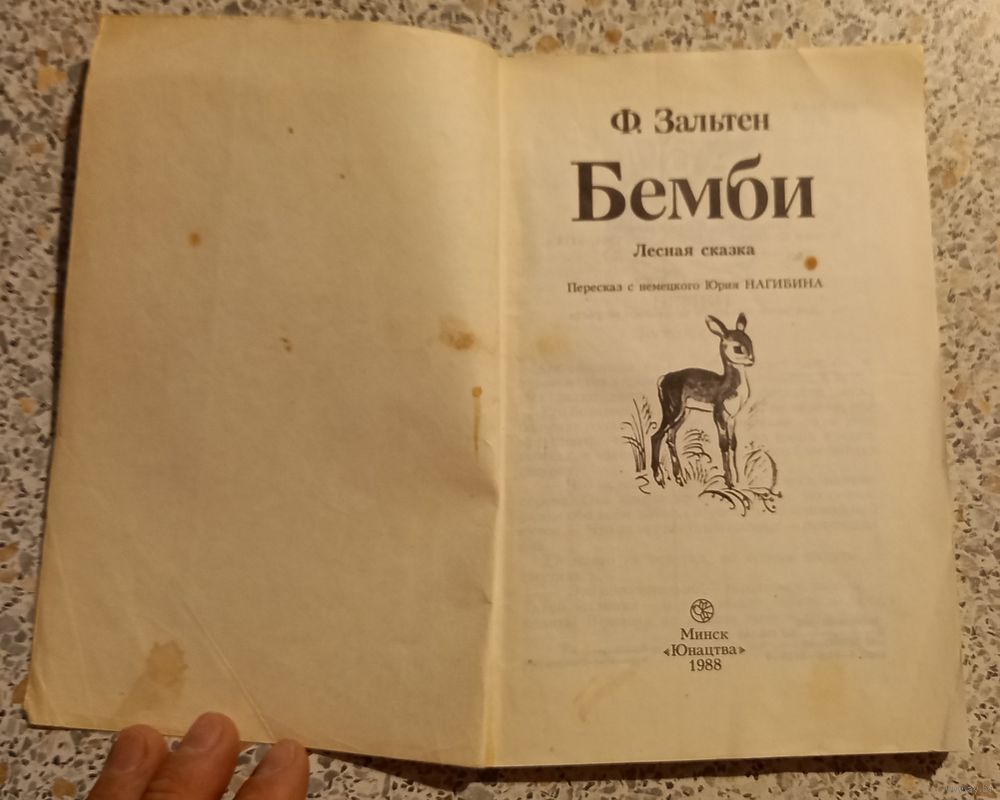 Ф. Зальтен
Бемби
Лесная сказка
Пересказ с немецкого Юрия НАГИБИНА
Минск
«Юнацтва»
1988